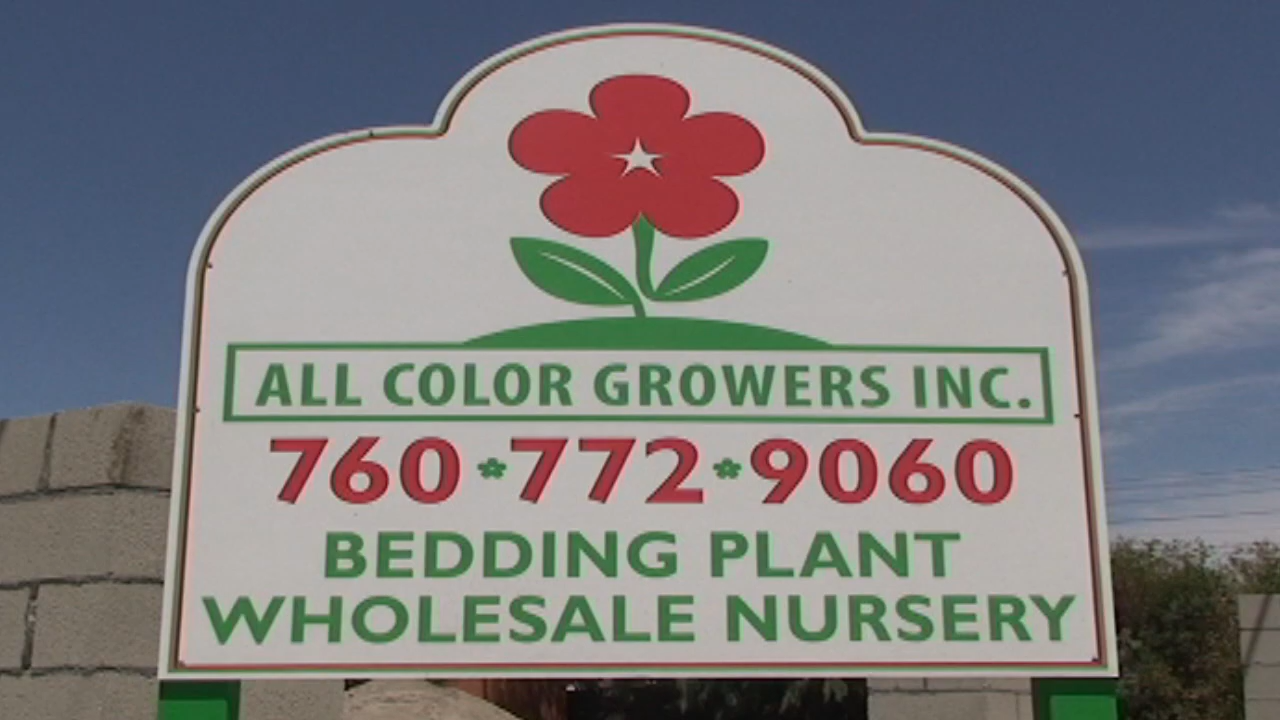 ALL COLOR GROWERS INC.
760*772*9060
BEDDING PLANT
WHOLESALE NURSERY